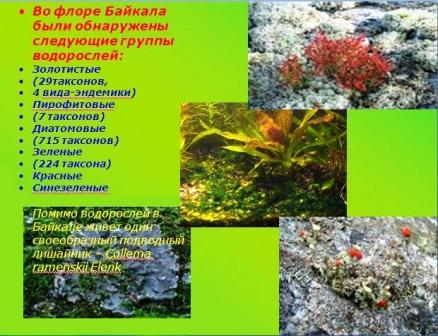 Во флоре Байкала
были обнаружены
следующие группы
водорослей:
Золотистые
(29таксонов,
4 вида-эндемики)
Пирофитовые
(7 таксонов)
Диатомовые
(715 таксонов)
Зеленые
(224 таксона)
Красные
Синезеленые
Помимо водорослей в
Байкале живет один
своеобразный подводный
лишайник – Collema
ramenskii Elenk